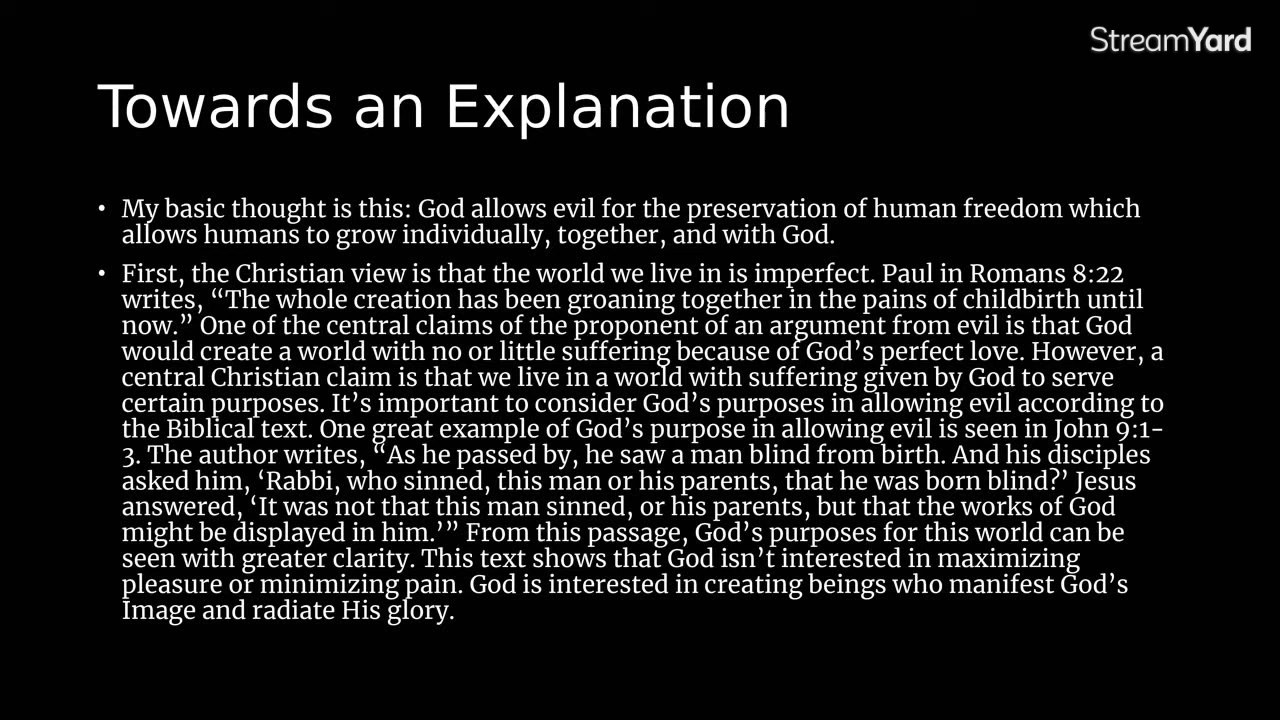 StreamYard
Towards an Explanation
• My basic thought is this: God allows evil for the preservation of human freedom which
allows humans to grow individually, together, and with God.
• First, the Christian view is that the world we live in is imperfect. Paul in Romans 8:22
writes, “The whole creation has been groaning together in the pains of childbirth until
now.” One of the central claims of the proponent of an argument from evil is that God
would create a world with no or little suffering because of God’s perfect love. However, a
central Christian claim is that we live in a world with suffering given by God to serve
certain purposes. It’s important to consider God’s purposes in allowing evil according to
the Biblical text. One great example of God’s purpose in allowing evil is seen in John 9:1-
3. The author writes, “As he passed by, he saw a man blind from birth. And his disciples
asked him, ‘Rabbi, who sinned, this man or his parents, that he was born blind?’ Jesus
answered, ‘It was not that this man sinned, or his parents, but that the works of God
might be displayed in him.’” From this passage, God’s purposes for this world can be
seen with greater clarity. This text shows that God isn’t interested in maximizing
pleasure or minimizing pain. God is interested in creating beings who manifest God’s
Image and radiate His glory.